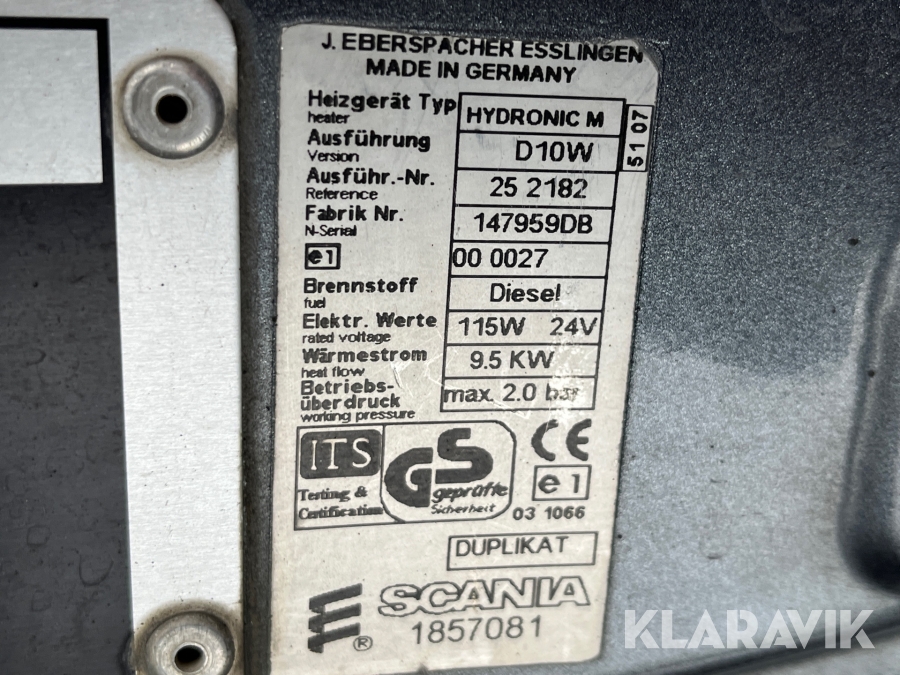 J. EBERSPACHER ESSLINGEN
MADE IN GERMANY
Heizgerät Typ HYDRONIC M
heater
51 07
Ausführung D10W
Version
Ausführ.-Nr. 25 2182
Reference
Fabrik Nr. 147959DB
N-Serial
e1 00 0027
Brennstoff Diesel
fuel
Elektr. Werte 115W 24V
rated voltage
Wärmestrom 9.5 KW
heat flow
Betriebs-
überdruck max. 2.0 bar
working pressure
ITS
Testing &
Certification
GS
geprüfte
Sicherheit
CE
e1
03 1066
DUPLIKAT
SCANIA
® 1857081
KLARAVIK